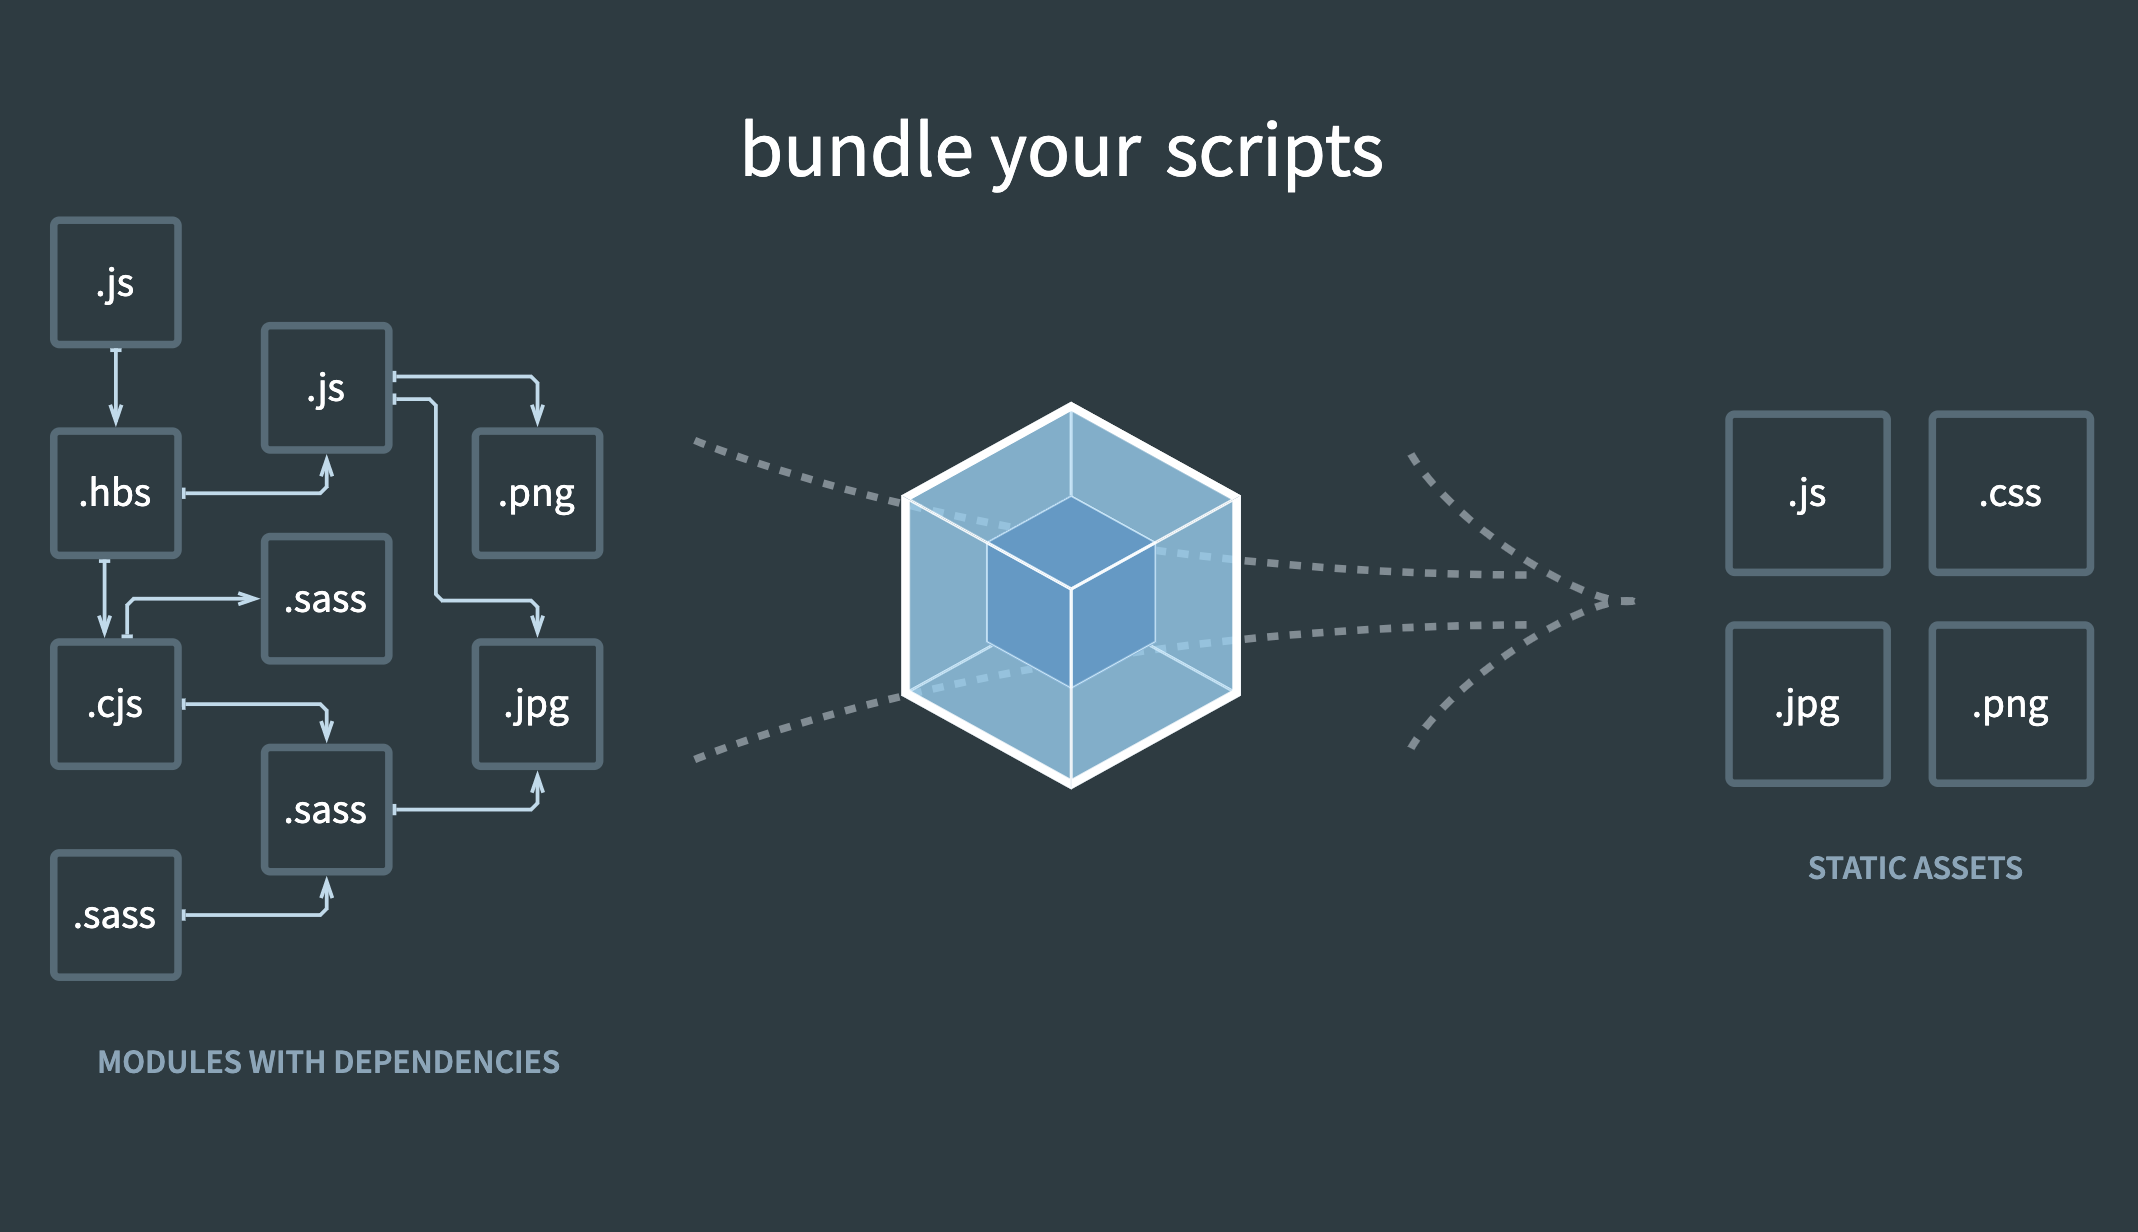 bundle your scripts
.js
.js
.hbs
.png
.sass
.cjs
.jpg
.sass
.sass
MODULES WITH DEPENDENCIES
.js
.css
.jpg
.png
STATIC ASSETS